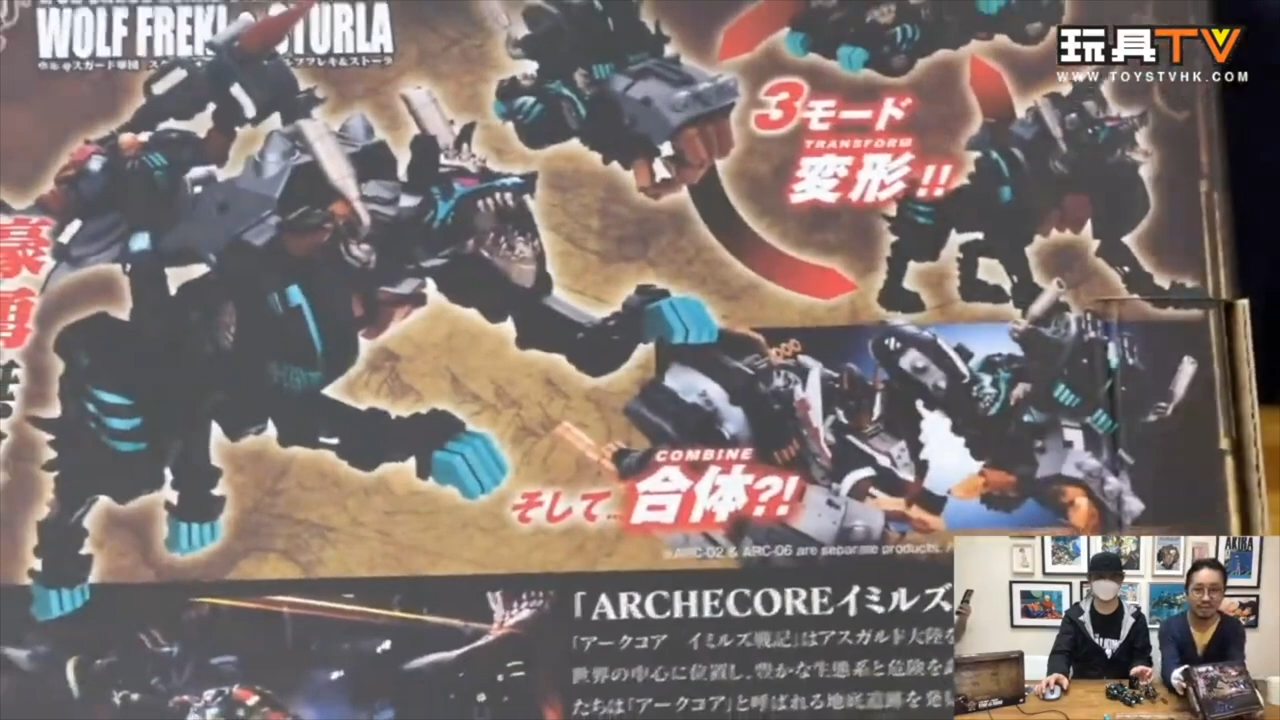 玩具TV
WWW.TOYSTVHK.COM
WOLF FREKI & STURLA
3モード
TRANSFORM
変形!!
COMBINE
そして… 合体?!
ARC-02 & ARC-06 are separate products.
「ARCHECOREイミルズ
「アークコア イミルズ戦記」はアスガルド大陸を
世界の中心に位置し、豊かな生態系と危険を
たちは「アークコア」と呼ばれる地底遺跡を発